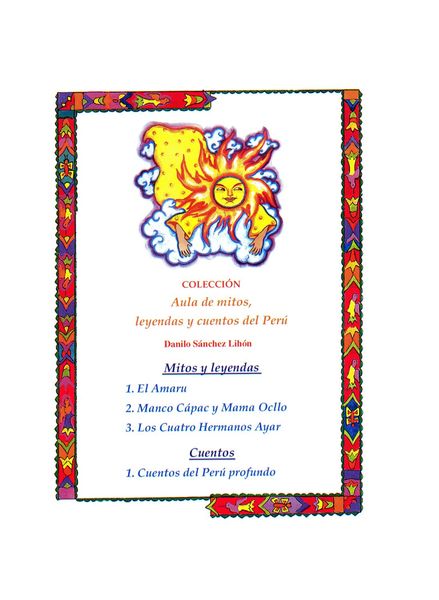 COLECCIÓN
Aula de mitos,
leyendas y cuentos del Perú
Danilo Sánchez Lihón
Mitos y leyendas
1. El Amaru
2. Manco Cápac y Mama Ocllo
3. Los Cuatro Hermanos Ayar
Cuentos
1. Cuentos del Perú profundo